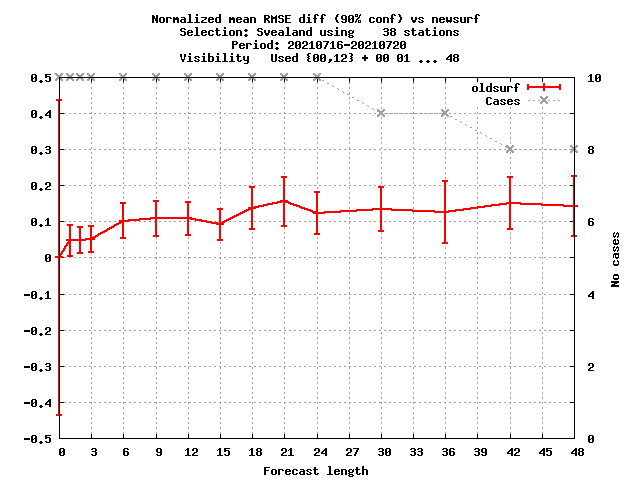 Normalized mean RMSE diff (90% conf) vs newsurf
Selection: Svealand using    38 stations
Period: 20210716-20210720
Visibility   Used {00,12} + 00 01 ... 48
oldsurf
Cases
0.5
0.4
0.3
0.2
0.1
0
-0.1
-0.2
-0.3
-0.4
-0.5
10
8
6
4
2
0
No cases
0 3 6 9 12 15 18 21 24 27 30 33 36 39 42 45 48
Forecast length